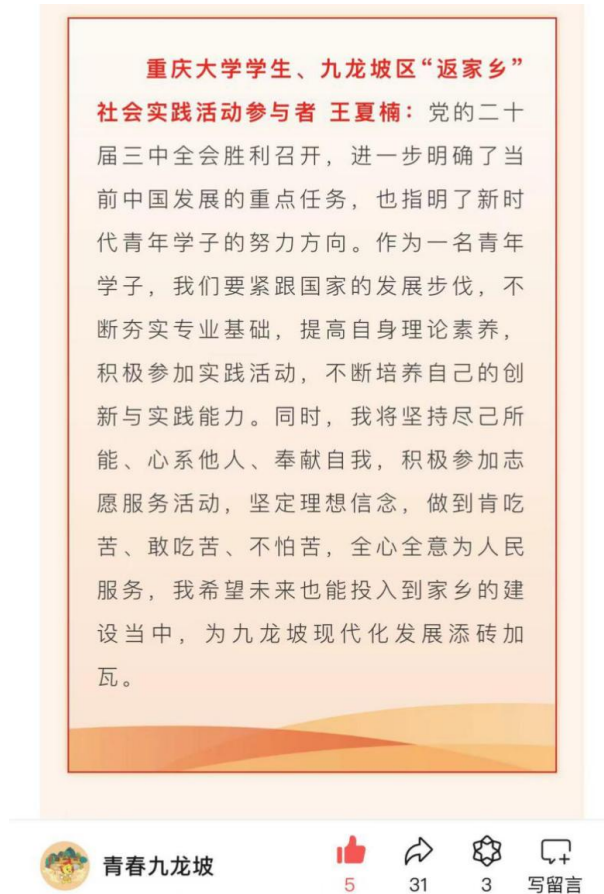 重庆大学学生、九龙坡区“返家乡”
社会实践活动参与者 王夏楠：党的二十
届三中全会胜利召开，进一步明确了当
前中国发展的重点任务，也指明了新时
代青年学子的努力方向。作为一名青年
学子，我们要紧跟国家的发展步伐，不
断夯实专业基础，提高自身理论素养，
积极参加实践活动，不断培养自己的创
新与实践能力。同时，我将坚持尽己所
能、心系他人、奉献自我，积极参加志
愿服务活动，坚定理想信念，做到肯吃
苦、敢吃苦、不怕苦，全心全意为人民
服务，我希望未来也能投入到家乡的建
设当中，为九龙坡现代化发展添砖加
瓦。
青春九龙坡
5 31 3 写留言